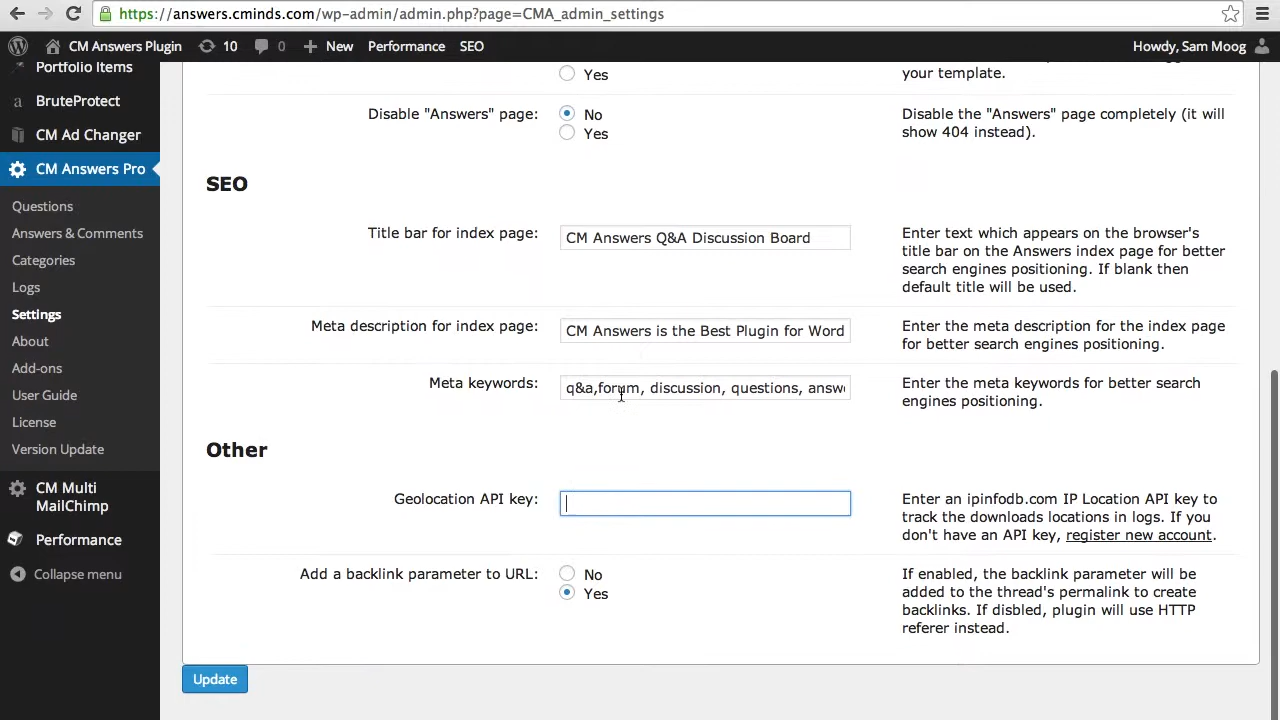 https://answers.cminds.com/wp-admin/admin.php?page=CMA_admin_settings
CM Answers Plugin 10 0 New Performance SEO Howdy, Sam Moog
Portfolio Items
BruteProtect
CM Ad Changer
CM Answers Pro
Questions
Answers & Comments
Categories
Logs
Settings
About
Add-ons
User Guide
License
Version Update
CM Multi
MailChimp
Performance
Collapse menu
Yes
your template.
Disable "Answers" page:
No
Yes
Disable the "Answers" page completely (it will
show 404 instead).
SEO
Title bar for index page:
CM Answers Q&A Discussion Board
Enter text which appears on the browser's
title bar on the Answers index page for better
search engines positioning. If blank then
default title will be used.
Meta description for index page:
CM Answers is the Best Plugin for Word
Enter the meta description for the index page
for better search engines positioning.
Meta keywords:
q&a,forum, discussion, questions, answ
Enter the meta keywords for better search
engines positioning.
Other
Geolocation API key:
Enter an ipinfodb.com IP Location API key to
track the downloads locations in logs. If you
don't have an API key, register new account.
Add a backlink parameter to URL:
No
Yes
If enabled, the backlink parameter will be
added to the thread's permalink to create
backlinks. If disbled, plugin will use HTTP
referer instead.
Update